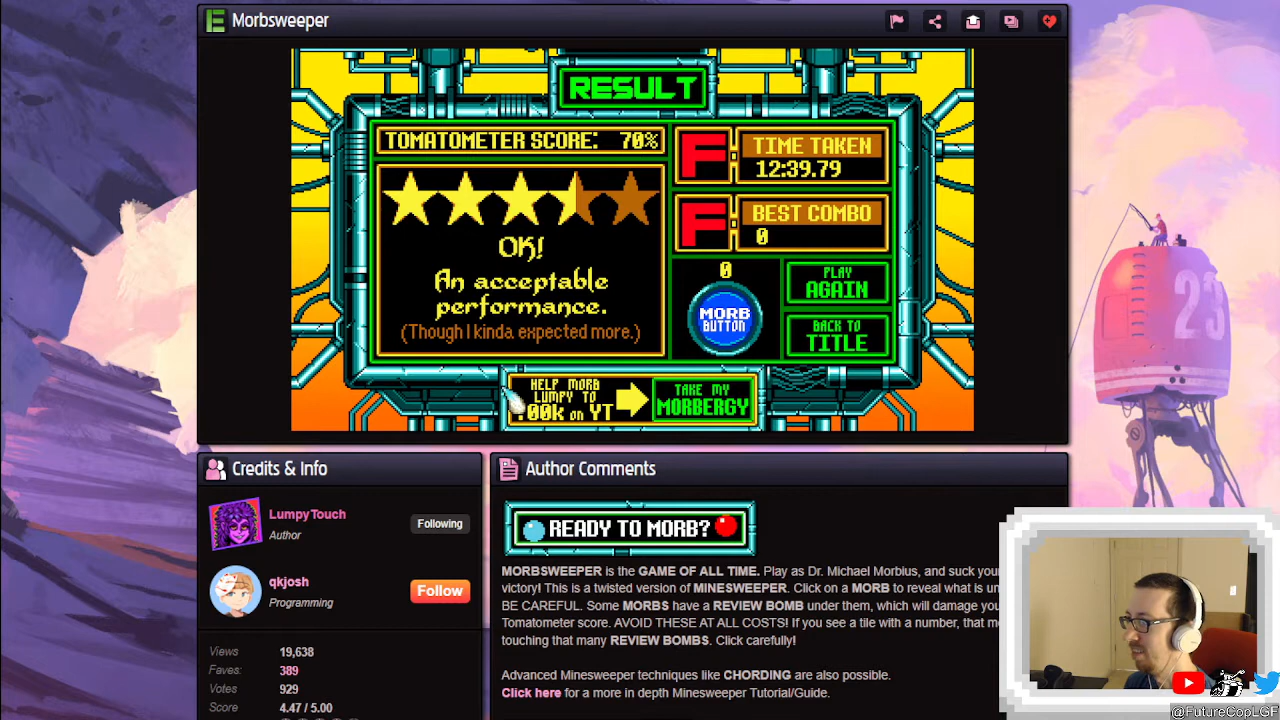 Morbsweeper
RESULT
TOMATOMETER SCORE: 70%
OK!
An acceptable
performance.
(Though I kinda expected more.)
F
TIME TAKEN
12:39.79
F
BEST COMBO
0
0
MORB
BUTTON
PLAY
AGAIN
BACK TO
TITLE
HELP MORB
LUMPY TO
.00k on YT
TAKE MY
MORBERGY
Credits & Info
LumpyTouch
Author
Following
qkjosh
Programming
Follow
Views 19,638
Faves: 389
Votes 929
Score 4.47 / 5.00
Author Comments
READY TO MORB?
MORBSWEEPER is the GAME OF ALL TIME. Play as Dr. Michael Morbius, and suck your
victory! This is a twisted version of MINESWEEPER. Click on a MORB to reveal what is un
BE CAREFUL. Some MORBS have a REVIEW BOMB under them, which will damage you
Tomatometer score. AVOID THESE AT ALL COSTS! If you see a tile with a number, that me
touching that many REVIEW BOMBS. Click carefully!
Advanced Minesweeper techniques like CHORDING are also possible.
Click here for a more in depth Minesweeper Tutorial/Guide.
23
@FutureCopLGF